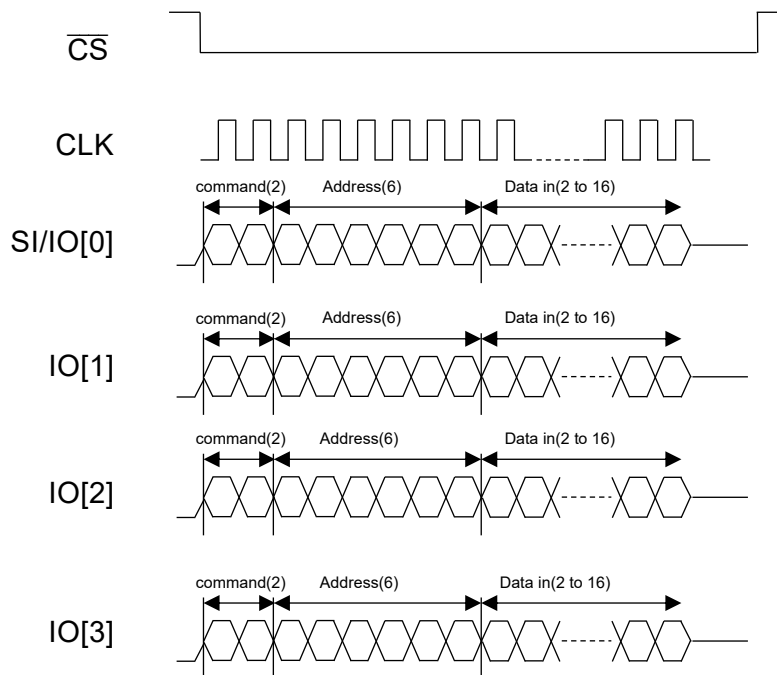 CS
CLK
command(2) Address(6) Data in(2 to 16)
SI/IO[0]
command(2) Address(6) Data in(2 to 16)
IO[1]
command(2) Address(6) Data in(2 to 16)
IO[2]
command(2) Address(6) Data in(2 to 16)
IO[3]